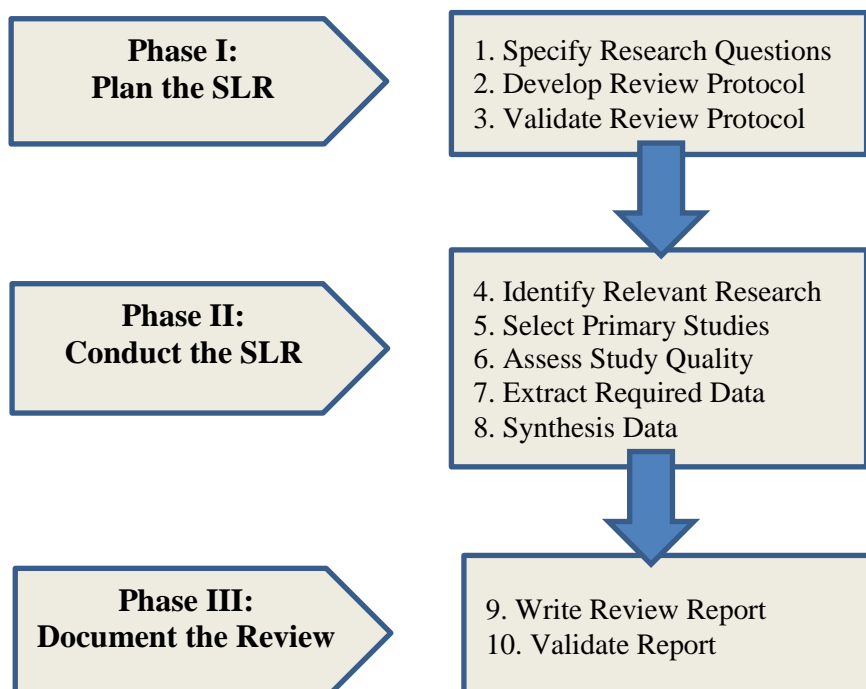 Phase I:
Plan the SLR
1. Specify Research Questions
2. Develop Review Protocol
3. Validate Review Protocol
Phase II:
Conduct the SLR
4. Identify Relevant Research
5. Select Primary Studies
6. Assess Study Quality
7. Extract Required Data
8. Synthesis Data
Phase III:
Document the Review
9. Write Review Report
10. Validate Report